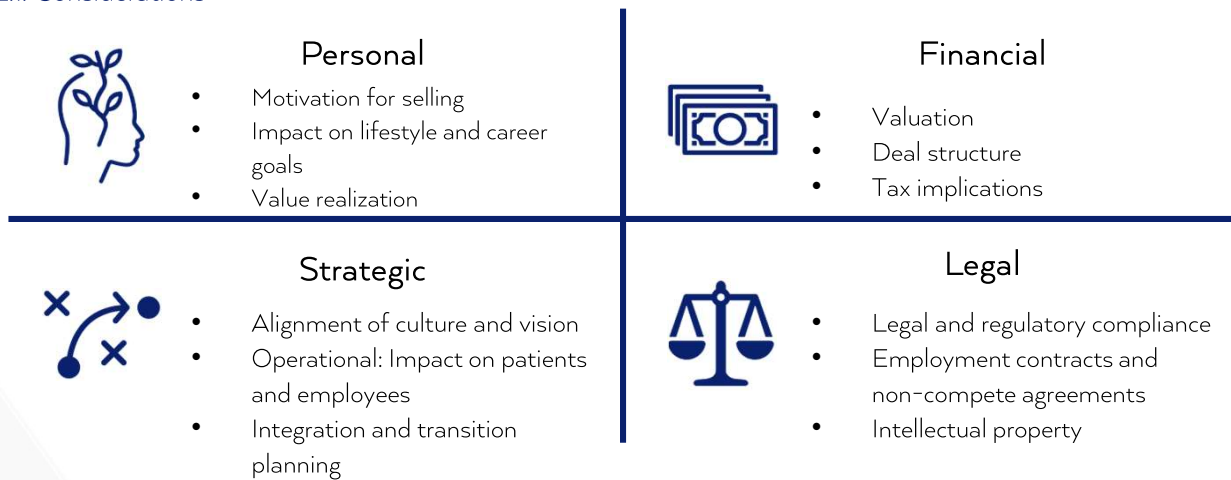 Considerations
Personal
• Motivation for selling
• Impact on lifestyle and career
goals
• Value realization
Financial
• Valuation
• Deal structure
• Tax implications
Strategic
• Alignment of culture and vision
• Operational: Impact on patients
and employees
• Integration and transition
planning
Legal
• Legal and regulatory compliance
• Employment contracts and
non-compete agreements
• Intellectual property